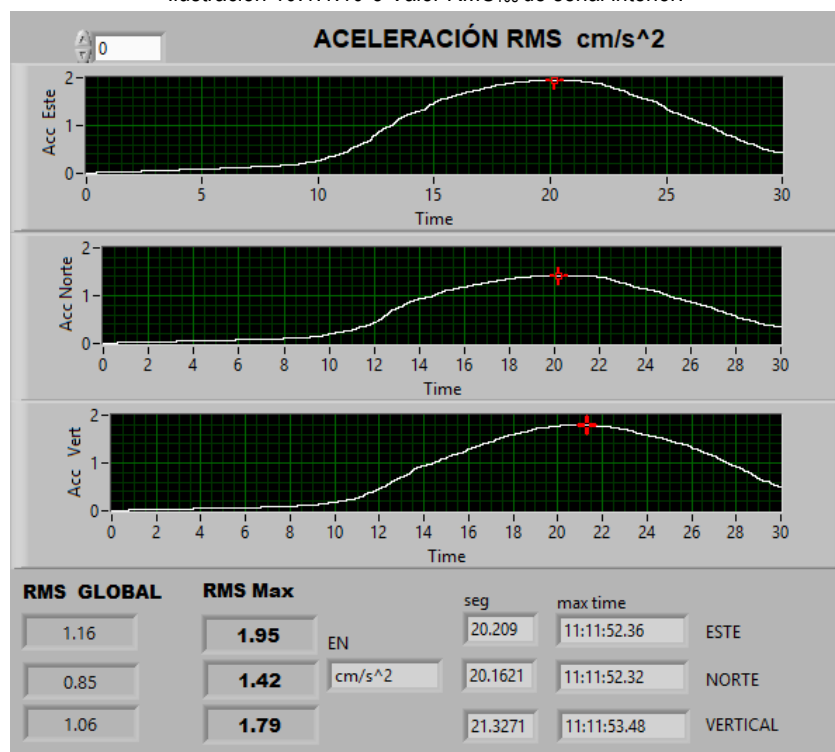 ACELERACIÓN RMS cm/s^2
0
Acc Este
2
1
0
0 5 10 15 20 25 30
Time
Acc Norte
2
1
0
0 2 4 6 8 10 12 14 16 18 20 22 24 26 28 30
Time
Acc Vert
2
1
0
0 2 4 6 8 10 12 14 16 18 20 22 24 26 28 30
Time
RMS GLOBAL RMS Max seg max time
1.16 1.95 EN 20.209 11:11:52.36 ESTE
0.85 1.42 cm/s^2 20.1621 11:11:52.32 NORTE
1.06 1.79 21.3271 11:11:53.48 VERTICAL